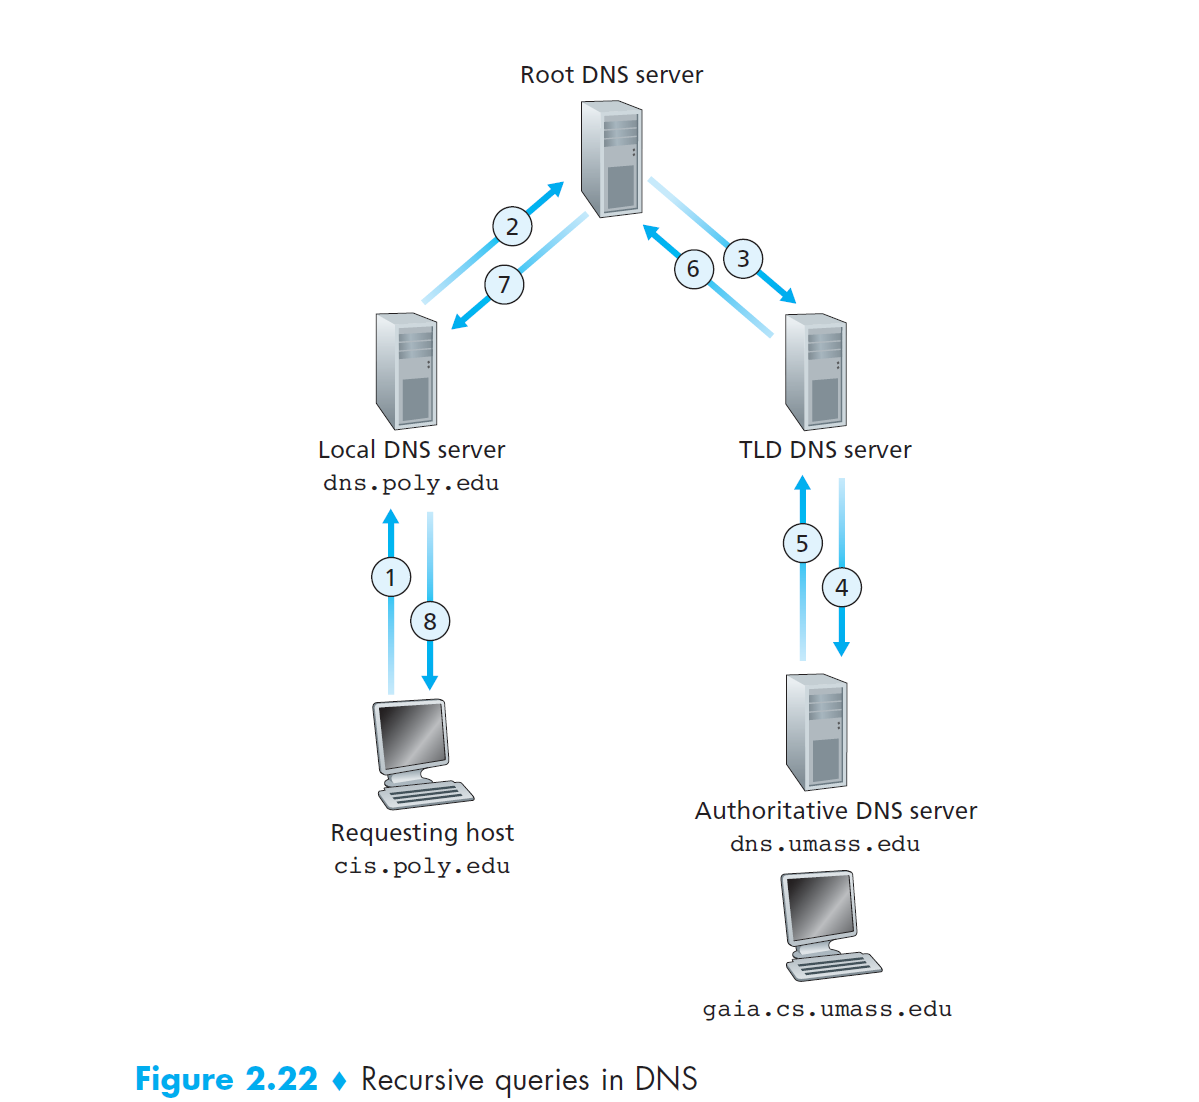 Root DNS server
2
7
6
3
Local DNS server
dns.poly.edu
TLD DNS server
1
8
5
4
Requesting host
cis.poly.edu
Authoritative DNS server
dns.umass.edu
gaia.cs.umass.edu
Figure 2.22 ♦ Recursive queries in DNS